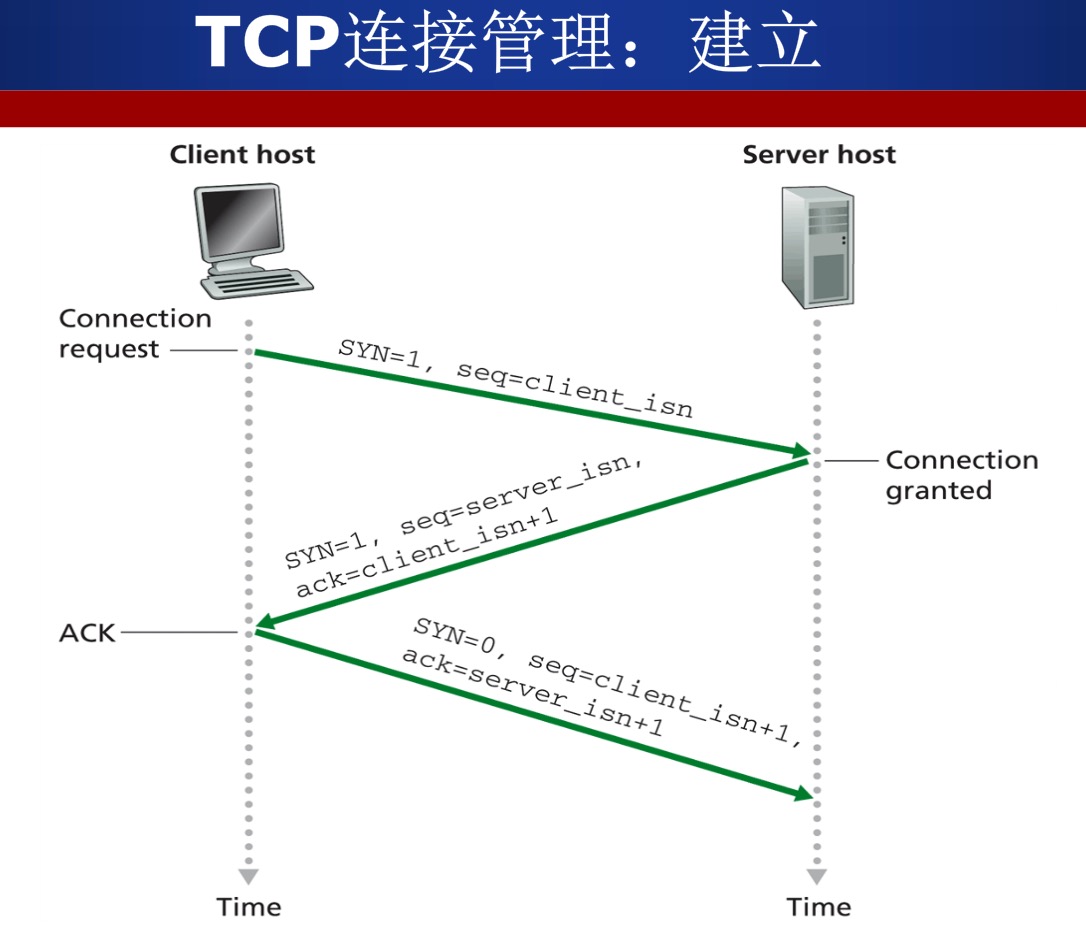 TCP连接管理：建立
Client host
Server host
Connection
request
SYN=1, seq=client_isn
Connection
granted
SYN=1, seq=server_isn,
ack=client_isn+1
ACK
SYN=0, seq=client_isn+1,
ack=server_isn+1
Time
Time